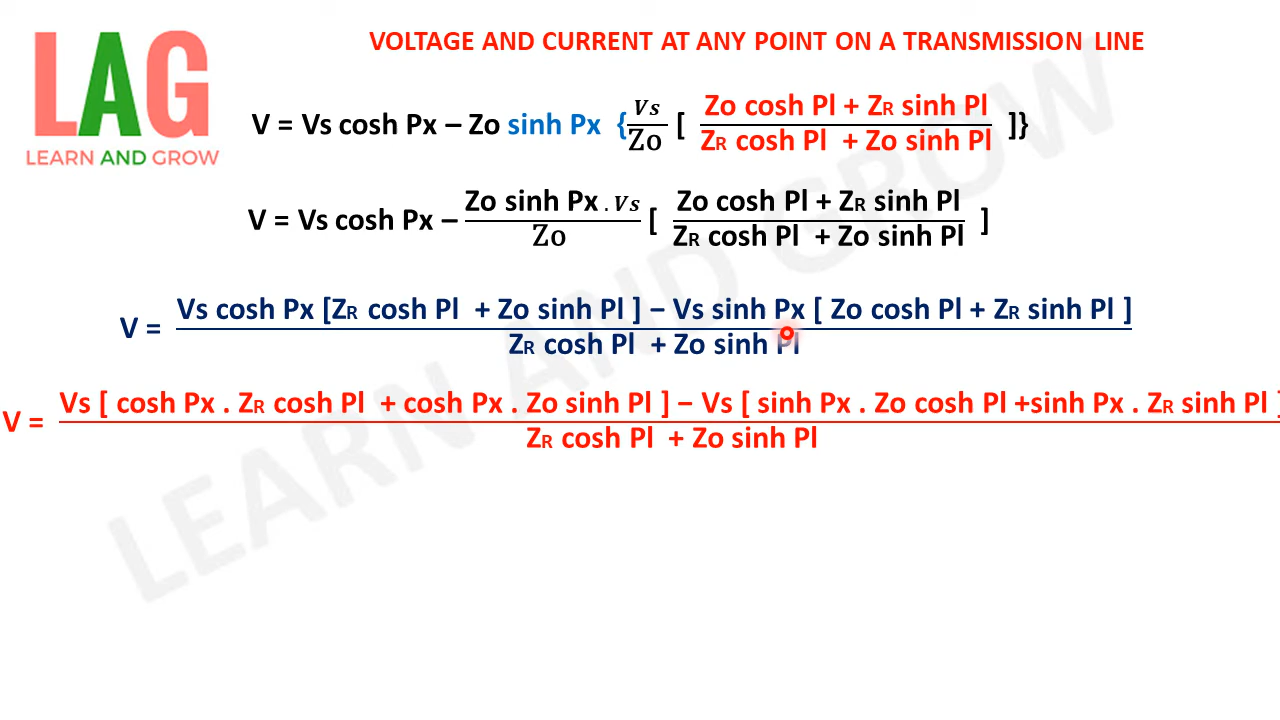 LAG
LEARN AND GROW
VOLTAGE AND CURRENT AT ANY POINT ON A TRANSMISSION LINE
V = Vs cosh Px – Zo sinh Px {Vs/Zo [ Zo cosh Pl + ZR sinh Pl / ZR cosh Pl + Zo sinh Pl ]}
V = Vs cosh Px – Zo sinh Px . Vs / Zo [ Zo cosh Pl + ZR sinh Pl / ZR cosh Pl + Zo sinh Pl ]
V = Vs cosh Px [ZR cosh Pl + Zo sinh Pl ] – Vs sinh Px [ Zo cosh Pl + ZR sinh Pl ] / ZR cosh Pl + Zo sinh Pl
V = Vs [ cosh Px . ZR cosh Pl + cosh Px . Zo sinh Pl ] – Vs [ sinh Px . Zo cosh Pl +sinh Px . ZR sinh Pl ] / ZR cosh Pl + Zo sinh Pl
LEARN AND GROW